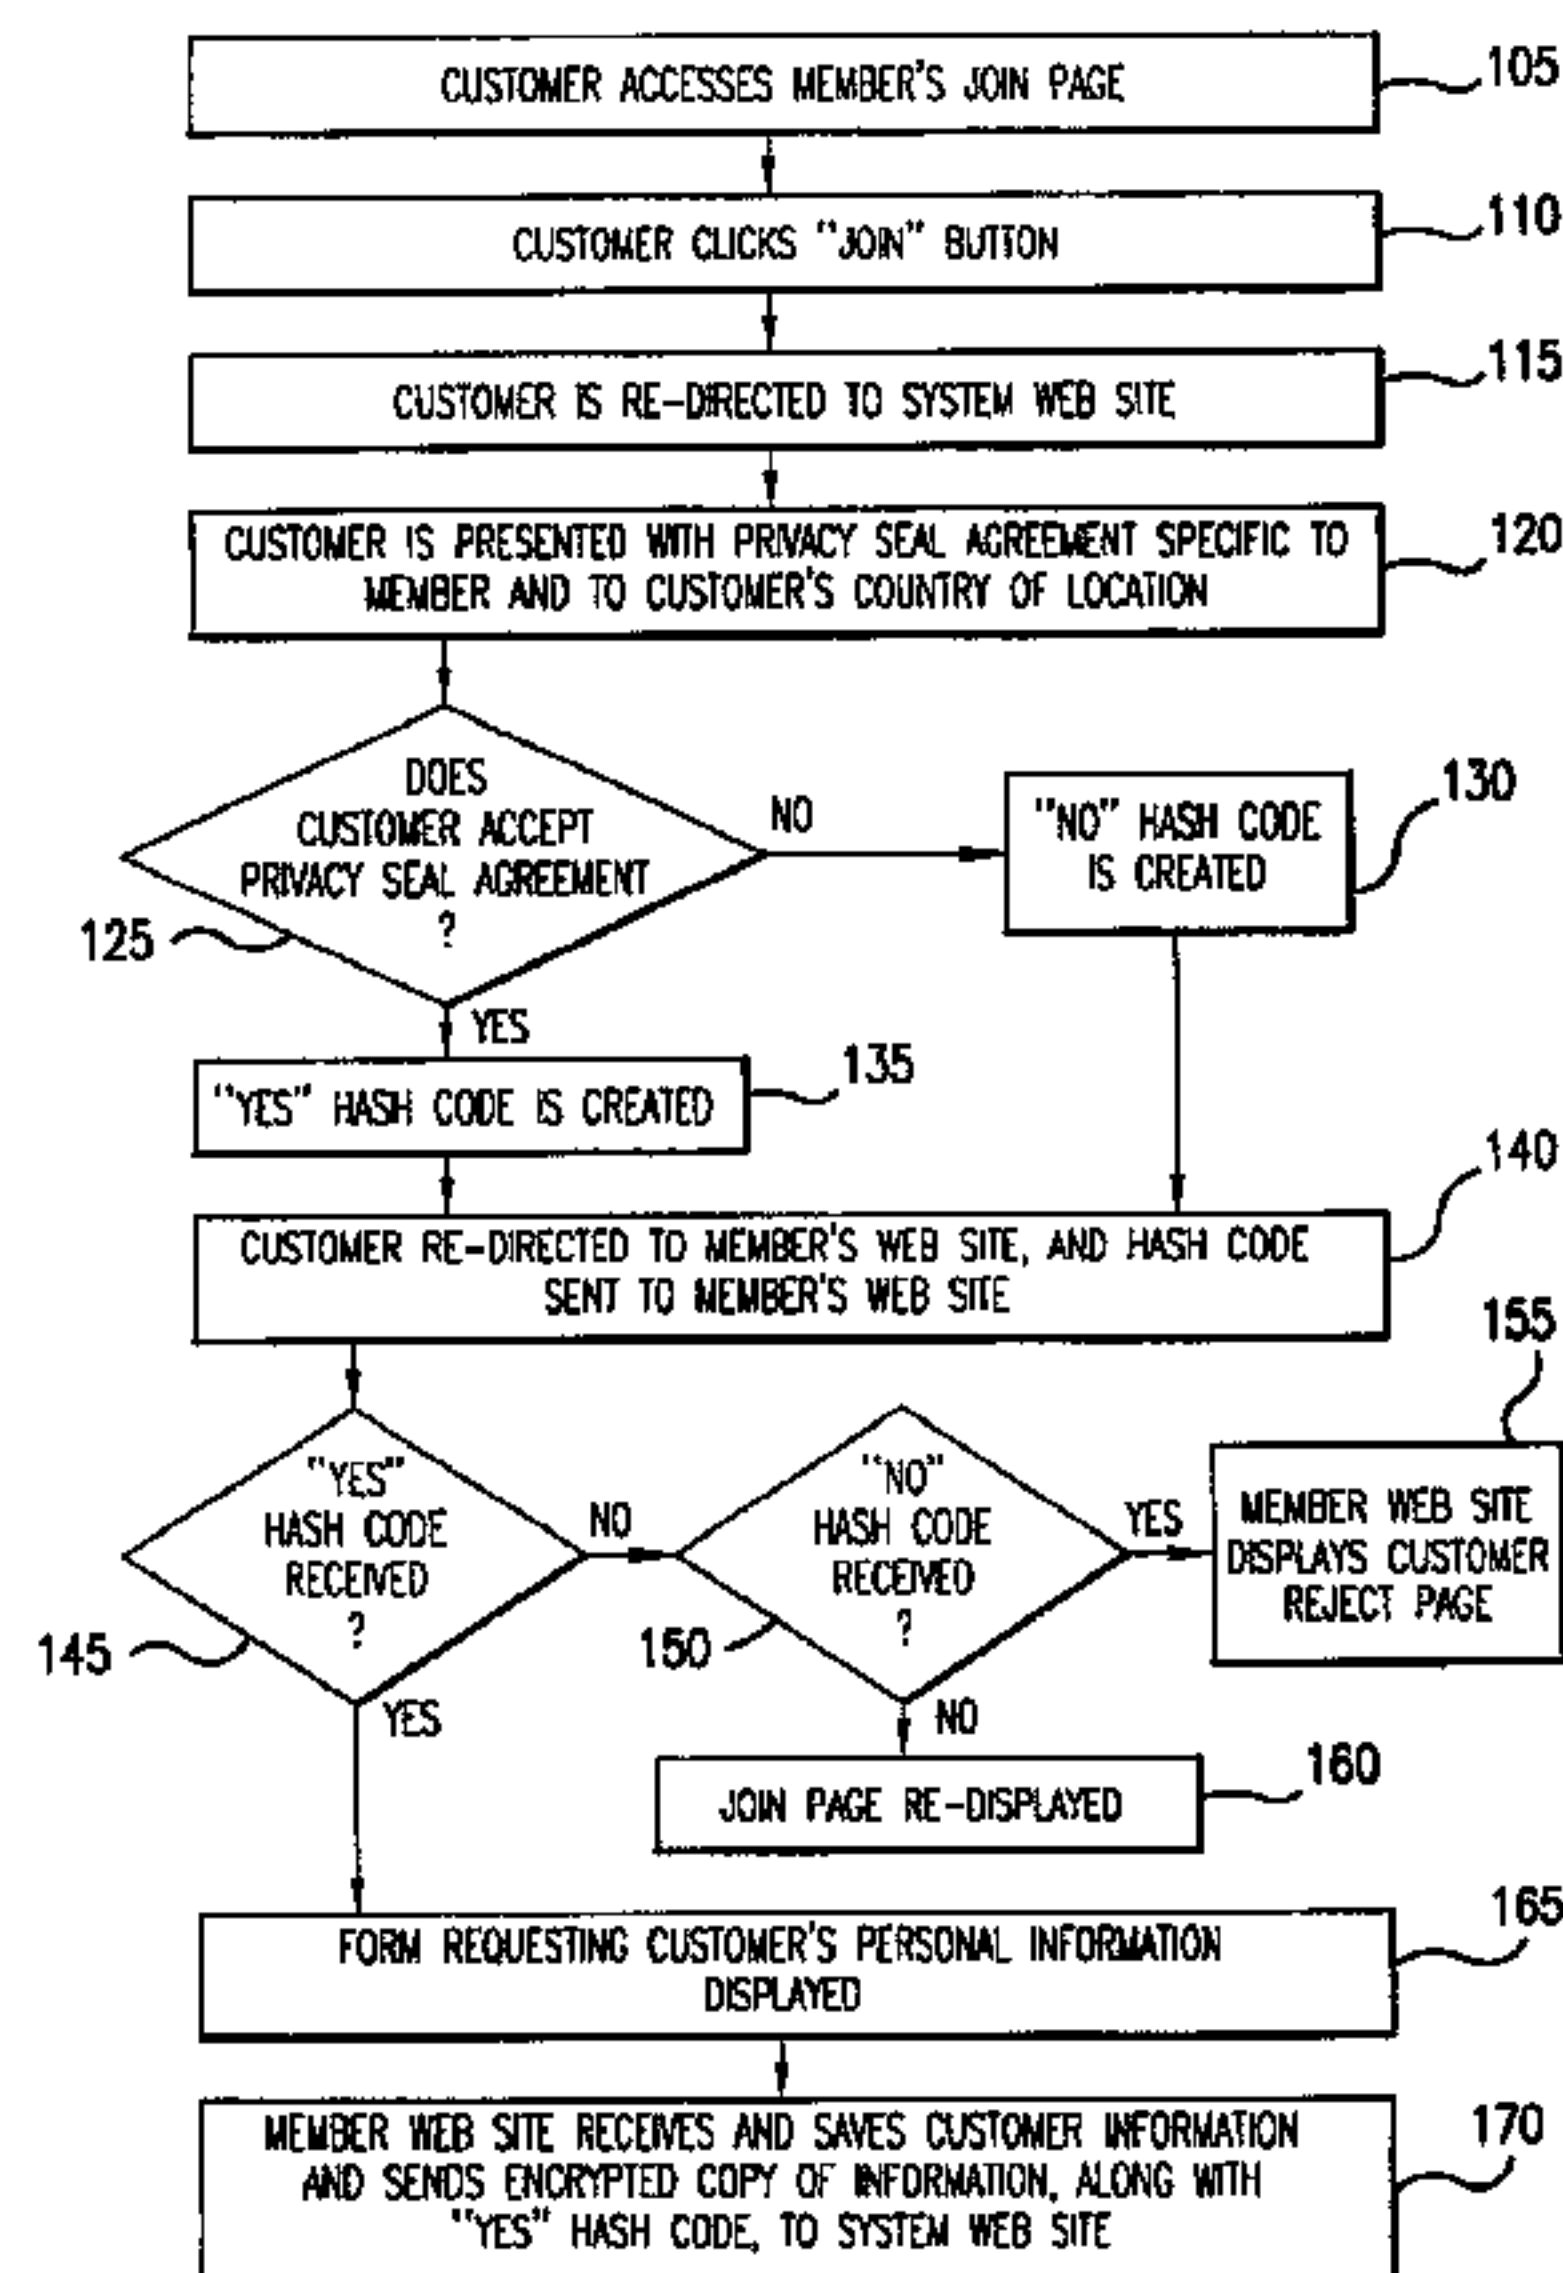 CUSTOMER ACCESSES MEMBER'S JOIN PAGE
105
CUSTOMER CLICKS "JOIN" BUTTON
110
CUSTOMER IS RE-DIRECTED TO SYSTEM WEB SITE
115
CUSTOMER IS PRESENTED WITH PRIVACY SEAL AGREEMENT SPECIFIC TO
MEMBER AND TO CUSTOMER'S COUNTRY OF LOCATION
120
DOES
CUSTOMER ACCEPT
PRIVACY SEAL AGREEMENT
?
125
NO
"NO" HASH CODE
IS CREATED
130
YES
"YES" HASH CODE IS CREATED
135
CUSTOMER RE-DIRECTED TO MEMBER'S WEB SITE, AND HASH CODE
SENT TO MEMBER'S WEB SITE
140
"YES"
HASH CODE
RECEIVED
?
145
NO
"NO"
HASH CODE
RECEIVED
?
150
YES
MEMBER WEB SITE
DISPLAYS CUSTOMER
REJECT PAGE
155
YES
NO
JOIN PAGE RE-DISPLAYED
160
FORM REQUESTING CUSTOMER'S PERSONAL INFORMATION
DISPLAYED
165
MEMBER WEB SITE RECEIVES AND SAVES CUSTOMER INFORMATION
AND SENDS ENCRYPTED COPY OF INFORMATION, ALONG WITH
"YES" HASH CODE, TO SYSTEM WEB SITE
170